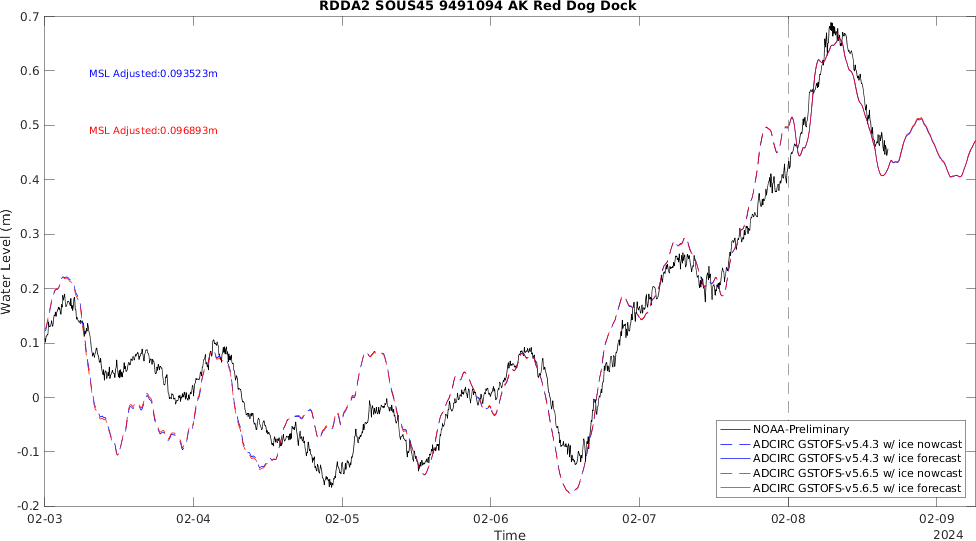 RDDA2 SOUS45 9491094 AK Red Dog Dock
0.7
0.6
0.5
0.4
0.3
0.2
0.1
0
-0.1
-0.2
Water Level (m)
MSL Adjusted:0.093523m
MSL Adjusted:0.096893m
NOAA-Preliminary
ADCIRC GSTOFS-v5.4.3 w/ ice nowcast
ADCIRC GSTOFS-v5.4.3 w/ ice forecast
ADCIRC GSTOFS-v5.6.5 w/ ice nowcast
ADCIRC GSTOFS-v5.6.5 w/ ice forecast
02-03 02-04 02-05 02-06 02-07 02-08 02-09
Time 2024